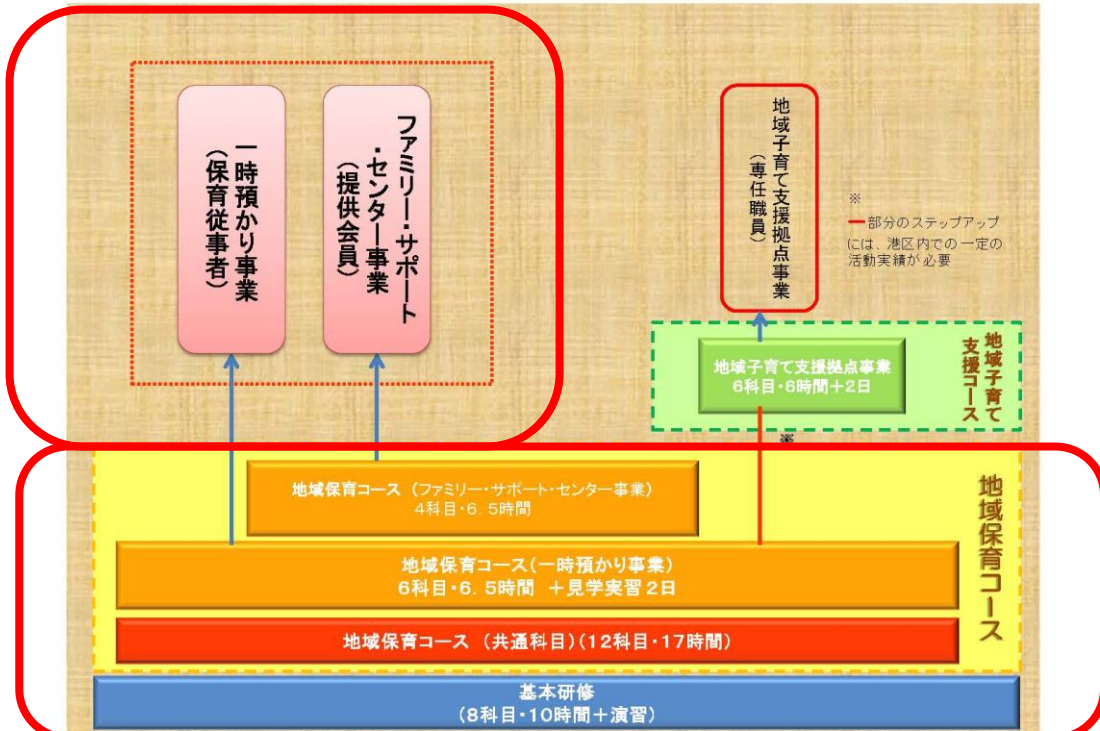 一時預かり事業
(保育従事者)
ファミリー・サポート
・センター事業
(提供会員)
地域子育て支援拠点事業
(専任職員)
※
━部分のステップアップ
には、港区内での一定の
活動実績が必要
地域子育て支援拠点事業
6科目・6時間+2日
地域子育て
支援コース
※
地域保育コース (ファミリー・サポート・センター事業)
4科目・6.5時間
地域保育コース(一時預かり事業)
6科目・6.5時間 +見学実習2日
地域保育コース (共通科目)(12科目・17時間)
地域保育コース
基本研修
(8科目・10時間+演習)